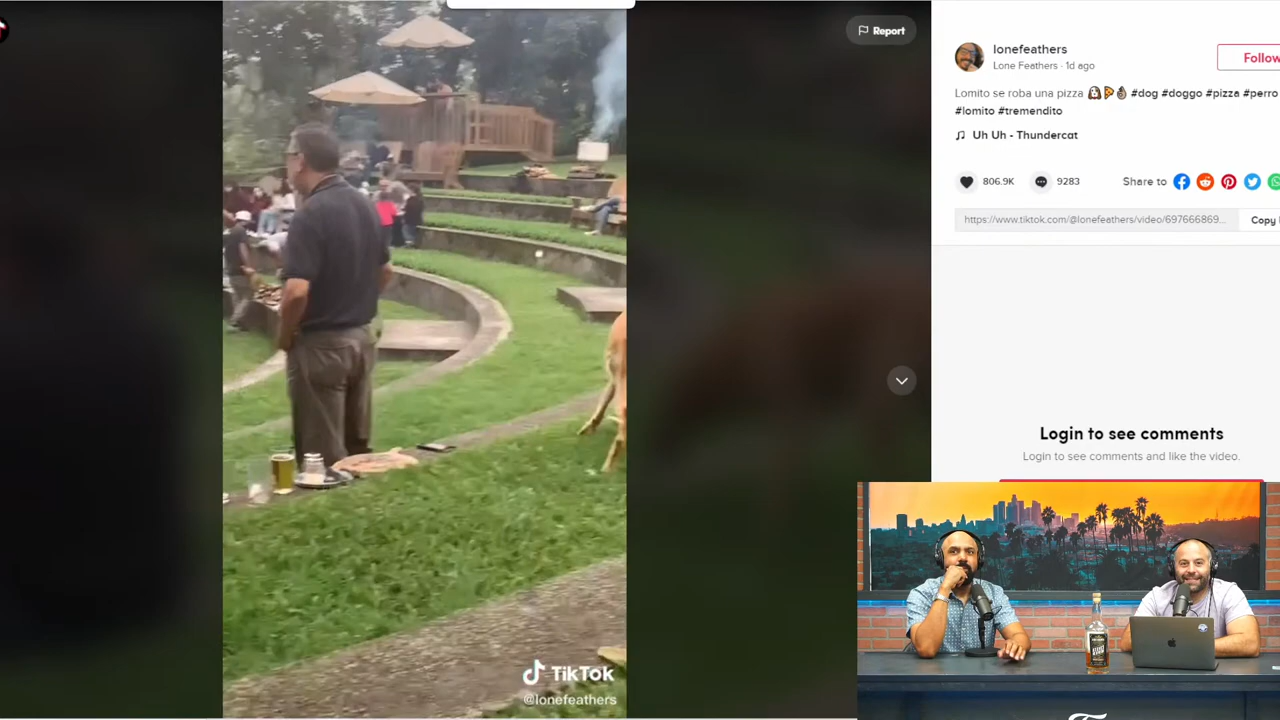 Report
lonefeathers
Lone Feathers · 1d ago
Follow
Lomito se roba una pizza #dog #doggo #pizza #perro
#lomito #tremendito
Uh Uh - Thundercat
806.9K
9283
Share to
https://www.tiktok.com/@lonefeathers/video/697666869...
Copy
Login to see comments
Login to see comments and like the video.
TikTok
@lonefeathers